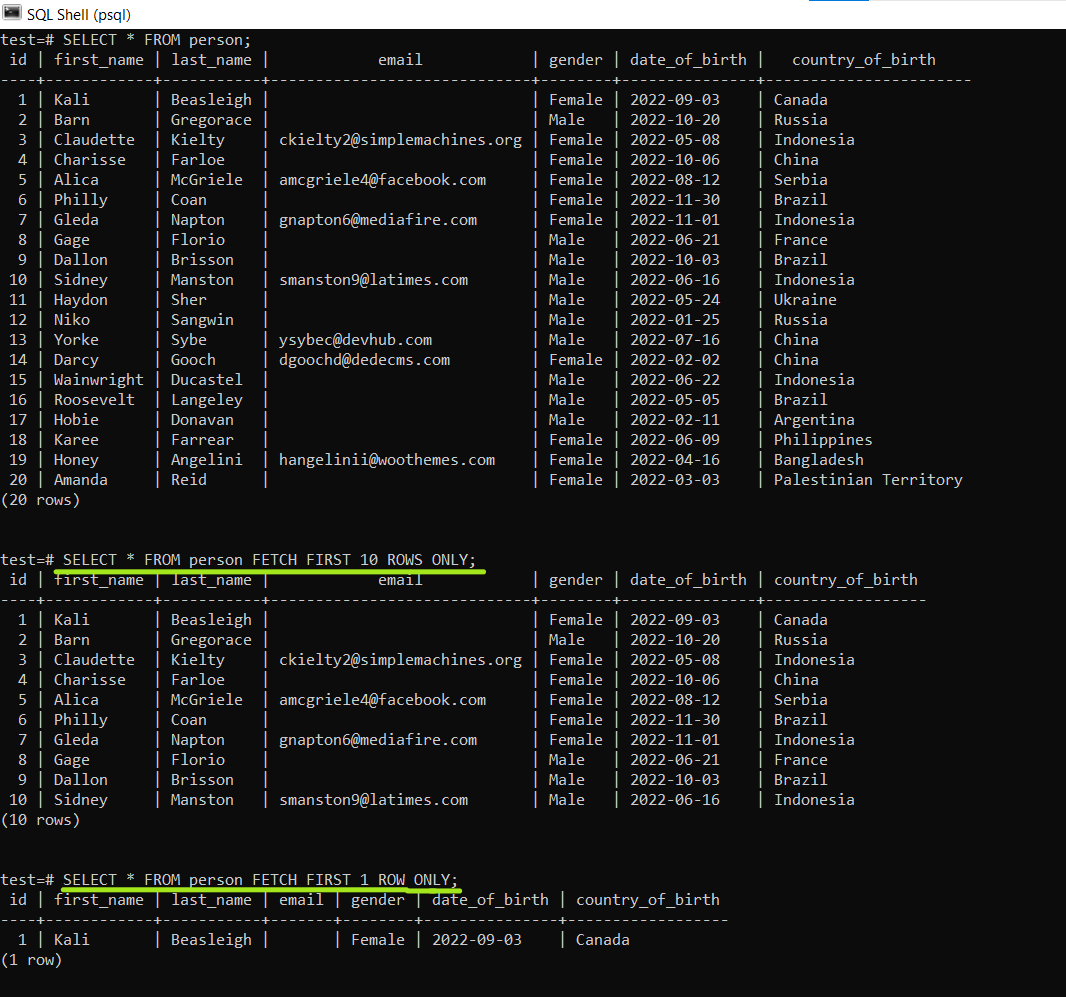 SQL Shell (psql)
test=# SELECT * FROM person;
 id | first_name | last_name |            email            | gender | date_of_birth |   country_of_birth
----+------------+-----------+-----------------------------+--------+---------------+-----------------------
  1 | Kali       | Beasleigh |                             | Female | 2022-09-03    | Canada
  2 | Barn       | Gregorace |                             | Male   | 2022-10-20    | Russia
  3 | Claudette  | Kielty    | ckielty2@simplemachines.org | Female | 2022-05-08    | Indonesia
  4 | Charisse   | Farloe    |                             | Female | 2022-10-06    | China
  5 | Alica      | McGriele  | amcgriele4@facebook.com     | Female | 2022-08-12    | Serbia
  6 | Philly     | Coan      |                             | Female | 2022-11-30    | Brazil
  7 | Gleda      | Napton    | gnapton6@mediafire.com      | Female | 2022-11-01    | Indonesia
  8 | Gage       | Florio    |                             | Male   | 2022-06-21    | France
  9 | Dallon     | Brisson   |                             | Male   | 2022-10-03    | Brazil
 10 | Sidney     | Manston   | smanston9@latimes.com       | Male   | 2022-06-16    | Indonesia
 11 | Haydon     | Sher      |                             | Male   | 2022-05-24    | Ukraine
 12 | Niko       | Sangwin   |                             | Male   | 2022-01-25    | Russia
 13 | Yorke      | Sybe      | ysybec@devhub.com           | Male   | 2022-07-16    | China
 14 | Darcy      | Gooch     | dgoochd@dedecms.com         | Female | 2022-02-02    | China
 15 | Wainwright | Ducastel  |                             | Male   | 2022-06-22    | Indonesia
 16 | Roosevelt  | Langeley  |                             | Male   | 2022-05-05    | Brazil
 17 | Hobie      | Donavan   |                             | Male   | 2022-02-11    | Argentina
 18 | Karee      | Farrear   |                             | Female | 2022-06-09    | Philippines
 19 | Honey      | Angelini  | hangelinii@woothemes.com    | Female | 2022-04-16    | Bangladesh
 20 | Amanda     | Reid      |                             | Female | 2022-03-03    | Palestinian Territory
(20 rows)
test=# SELECT * FROM person FETCH FIRST 10 ROWS ONLY;
 id | first_name | last_name |            email            | gender | date_of_birth | country_of_birth
----+------------+-----------+-----------------------------+--------+---------------+------------------
  1 | Kali       | Beasleigh |                             | Female | 2022-09-03    | Canada
  2 | Barn       | Gregorace |                             | Male   | 2022-10-20    | Russia
  3 | Claudette  | Kielty    | ckielty2@simplemachines.org | Female | 2022-05-08    | Indonesia
  4 | Charisse   | Farloe    |                             | Female | 2022-10-06    | China
  5 | Alica      | McGriele  | amcgriele4@facebook.com     | Female | 2022-08-12    | Serbia
  6 | Philly     | Coan      |                             | Female | 2022-11-30    | Brazil
  7 | Gleda      | Napton    | gnapton6@mediafire.com      | Female | 2022-11-01    | Indonesia
  8 | Gage       | Florio    |                             | Male   | 2022-06-21    | France
  9 | Dallon     | Brisson   |                             | Male   | 2022-10-03    | Brazil
 10 | Sidney     | Manston   | smanston9@latimes.com       | Male   | 2022-06-16    | Indonesia
(10 rows)
test=# SELECT * FROM person FETCH FIRST 1 ROW ONLY;
 id | first_name | last_name | email | gender | date_of_birth | country_of_birth
----+------------+-----------+-------+--------+---------------+------------------
  1 | Kali       | Beasleigh |       | Female | 2022-09-03    | Canada
(1 row)